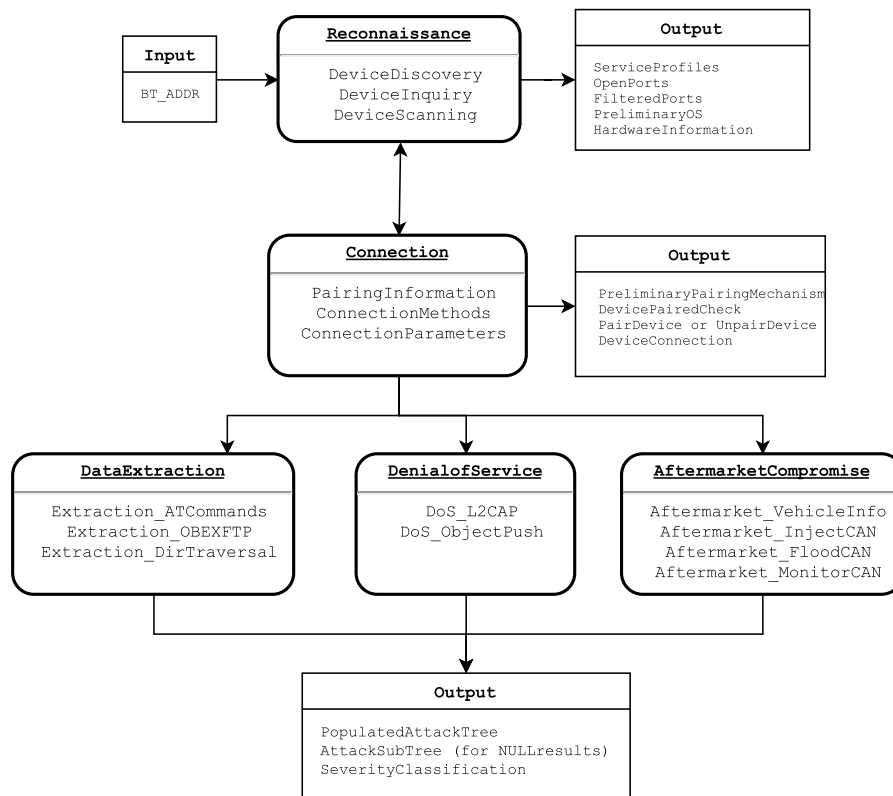 Input
BT_ADDR
Reconnaissance
DeviceDiscovery
DeviceInquiry
DeviceScanning
Output
ServiceProfiles
OpenPorts
FilteredPorts
PreliminaryOS
HardwareInformation
Connection
PairingInformation
ConnectionMethods
ConnectionParameters
Output
PreliminaryPairingMechanism
DevicePairedCheck
PairDevice or UnpairDevice
DeviceConnection
DataExtraction
Extraction_ATCommands
Extraction_OBEXFTP
Extraction_DirTraversal
DenialofService
DoS_L2CAP
DoS_ObjectPush
AftermarketCompromise
Aftermarket_VehicleInfo
Aftermarket_InjectCAN
Aftermarket_FloodCAN
Aftermarket_MonitorCAN
Output
PopulatedAttackTree
AttackSubTree (for NULLresults)
SeverityClassification